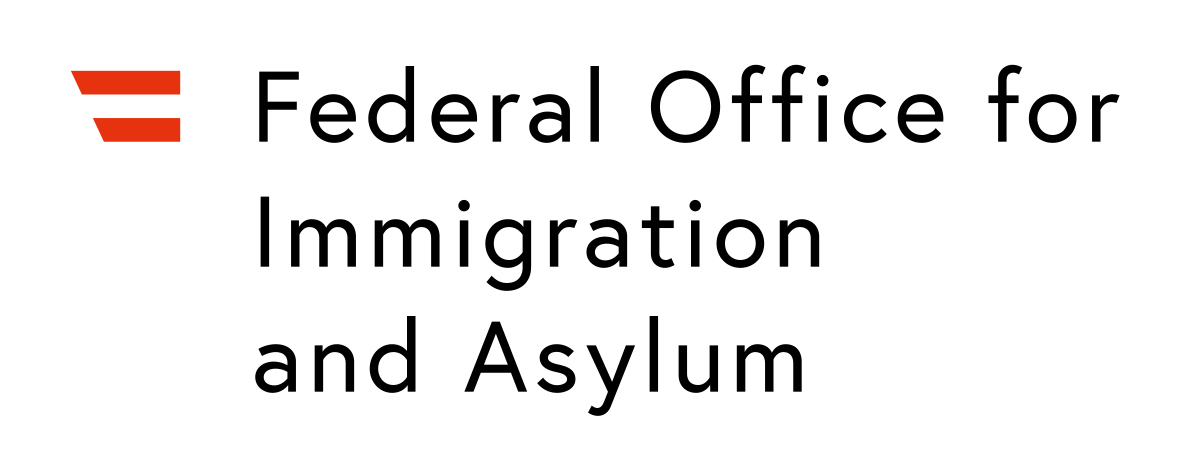 Federal Office for
Immigration
and Asylum